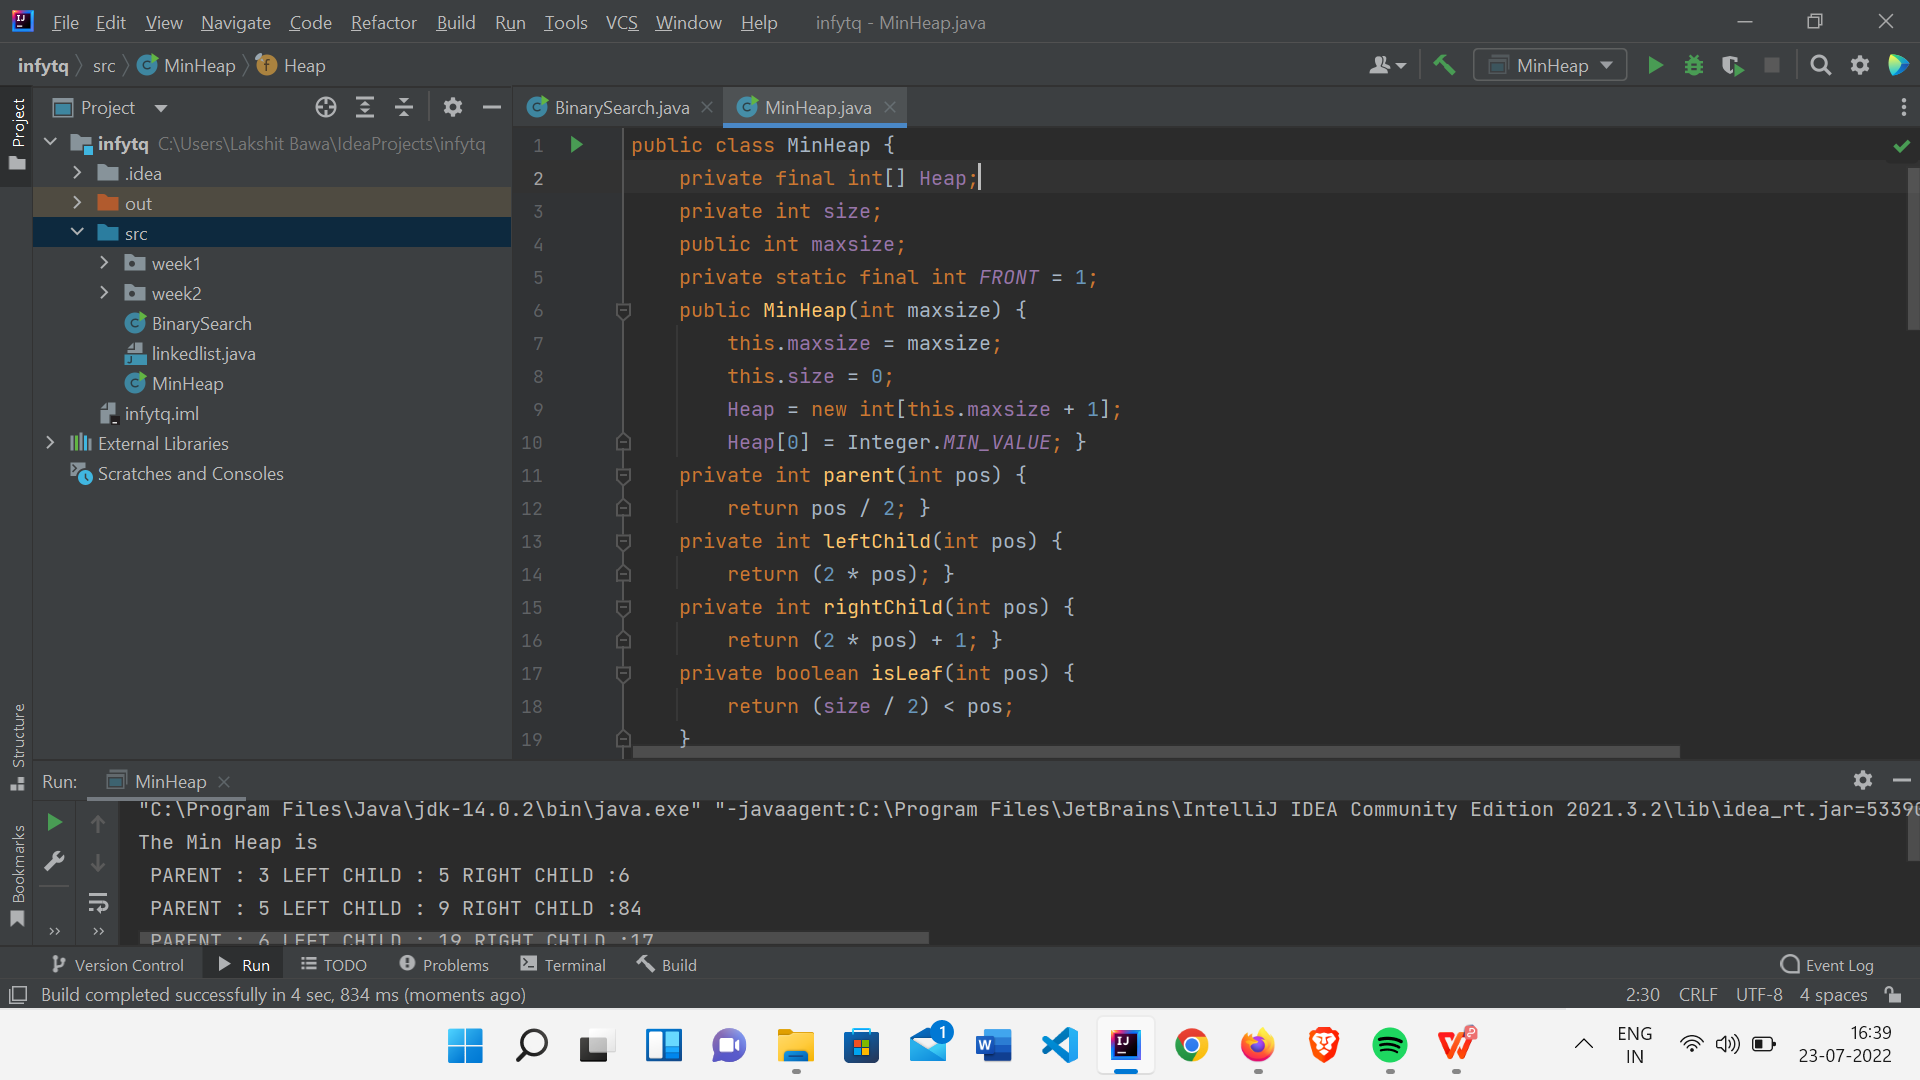 File Edit View Navigate Code Refactor Build Run Tools VCS Window Help infytq - MinHeap.java
infytq src MinHeap Heap MinHeap
Project
Project BinarySearch.java MinHeap.java
infytq C:\Users\Lakshit Bawa\IdeaProjects\infytq
.idea
out
src
week1
week2
BinarySearch
linkedlist.java
MinHeap
infytq.iml
External Libraries
Scratches and Consoles
1 public class MinHeap {
2 private final int[] Heap;
3 private int size;
4 public int maxsize;
5 private static final int FRONT = 1;
6 public MinHeap(int maxsize) {
7 this.maxsize = maxsize;
8 this.size = 0;
9 Heap = new int[this.maxsize + 1];
10 Heap[0] = Integer.MIN_VALUE; }
11 private int parent(int pos) {
12 return pos / 2; }
13 private int leftChild(int pos) {
14 return (2 * pos); }
15 private int rightChild(int pos) {
16 return (2 * pos) + 1; }
17 private boolean isLeaf(int pos) {
18 return (size / 2) < pos;
19 }
Structure
Bookmarks
Run: MinHeap
"C:\Program Files\Java\jdk-14.0.2\bin\java.exe" "-javaagent:C:\Program Files\JetBrains\IntelliJ IDEA Community Edition 2021.3.2\lib\idea_rt.jar=53390
The Min Heap is
PARENT : 3 LEFT CHILD : 5 RIGHT CHILD :6
PARENT : 5 LEFT CHILD : 9 RIGHT CHILD :84
PARENT : 6 LEFT CHILD : 19 RIGHT CHILD :17
Version Control Run TODO Problems Terminal Build Event Log
Build completed successfully in 4 sec, 834 ms (moments ago) 2:30 CRLF UTF-8 4 spaces
1
ENG
IN
16:39
23-07-2022